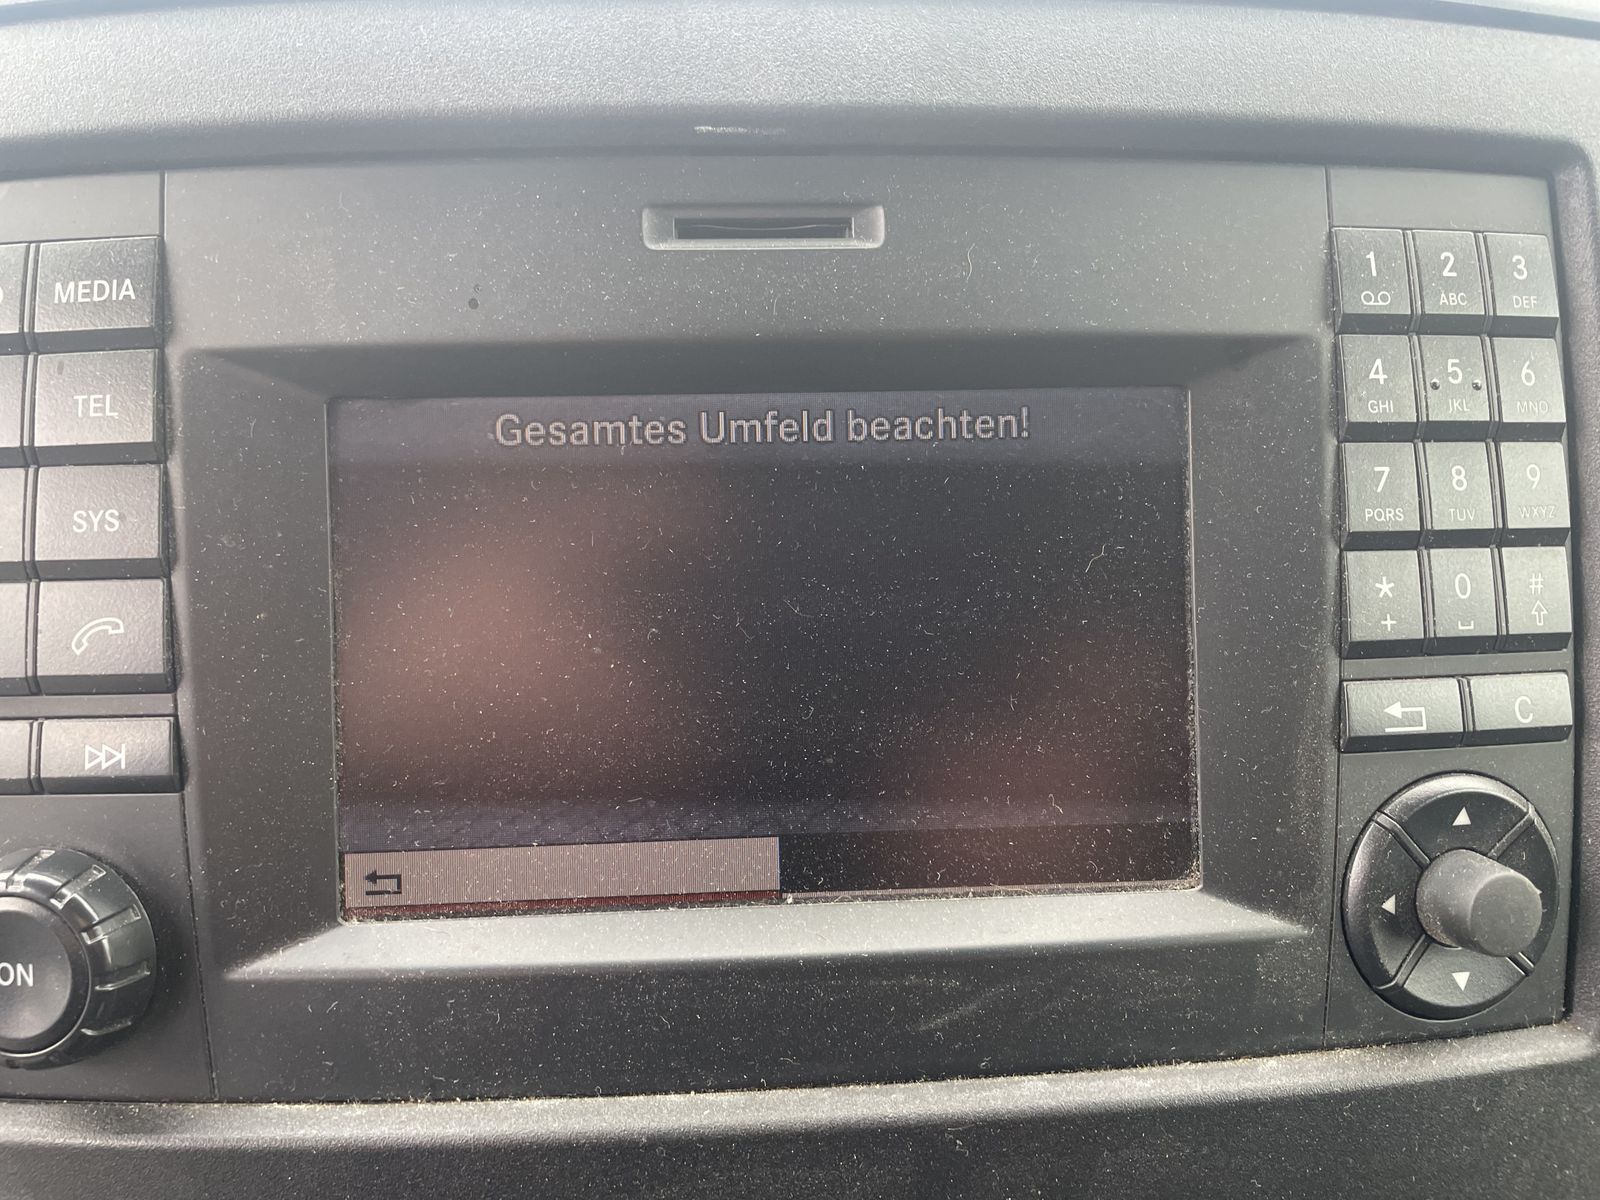 Gesamtes Umfeld beachten!
MEDIA
TEL
SYS
ON
1
2 ABC
3 DEF
4 GHI
5 JKL
6 MNO
7 PQRS
8 TUV
9 WXYZ
* +
0
#
C